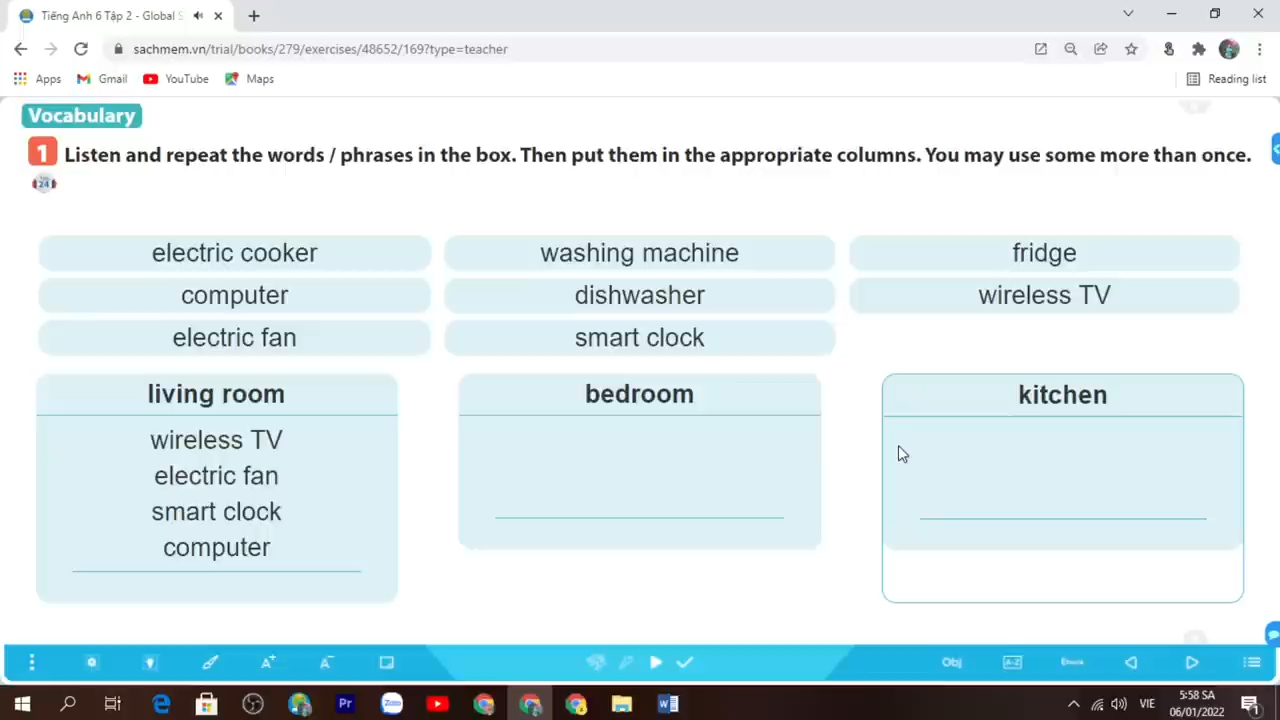 Tiếng Anh 6 Tập 2 - Global S
sachmem.vn/trial/books/279/exercises/48652/169?type=teacher
Apps Gmail YouTube Maps Reading list
Vocabulary
1 Listen and repeat the words / phrases in the box. Then put them in the appropriate columns. You may use some more than once.
24
electric cooker washing machine fridge
computer dishwasher wireless TV
electric fan smart clock
living room bedroom kitchen
wireless TV
electric fan
smart clock
computer
A+ A- Obj A-Z
Pr Zoom W VIE 5:58 SA
06/01/2022 1